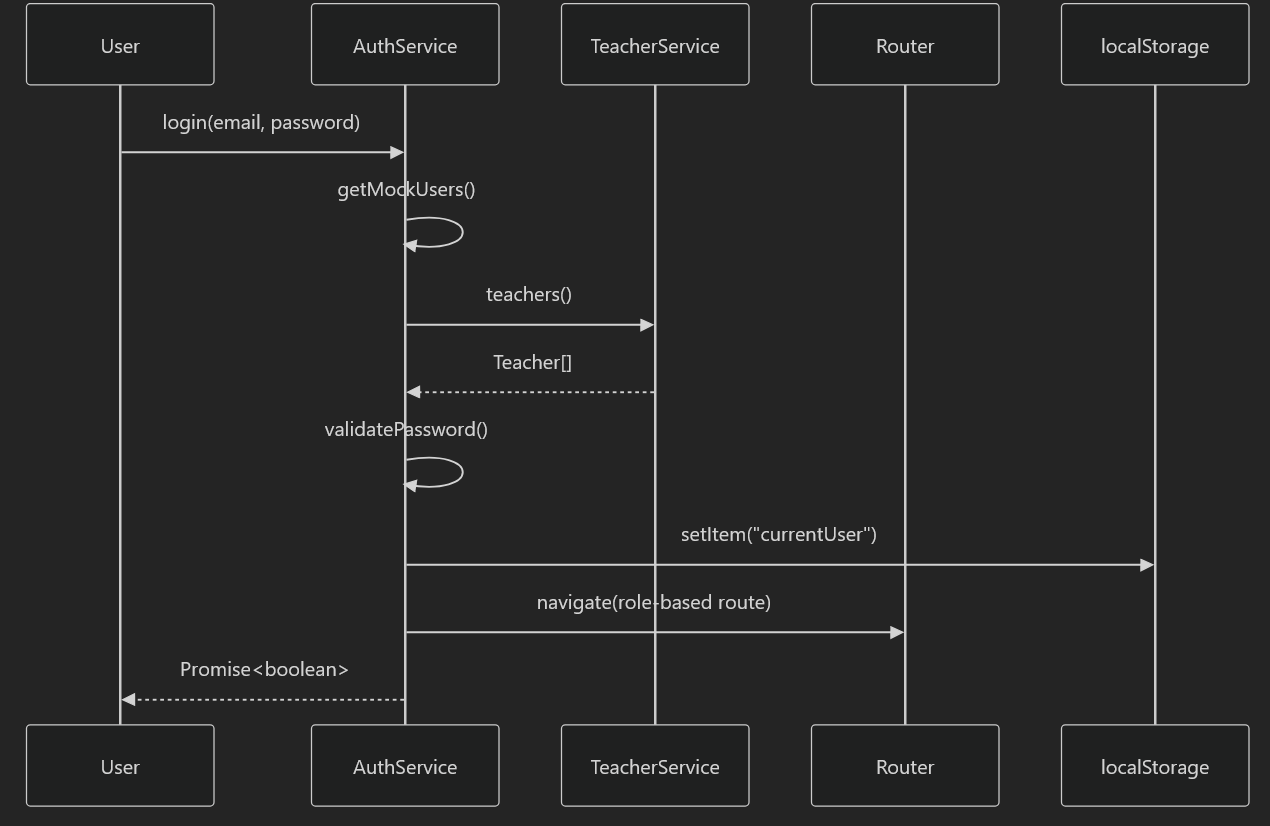 User
AuthService
TeacherService
Router
localStorage
login(email, password)
getMockUsers()
teachers()
Teacher[]
validatePassword()
setItem("currentUser")
navigate(role-based route)
Promise<boolean>
User
AuthService
TeacherService
Router
localStorage